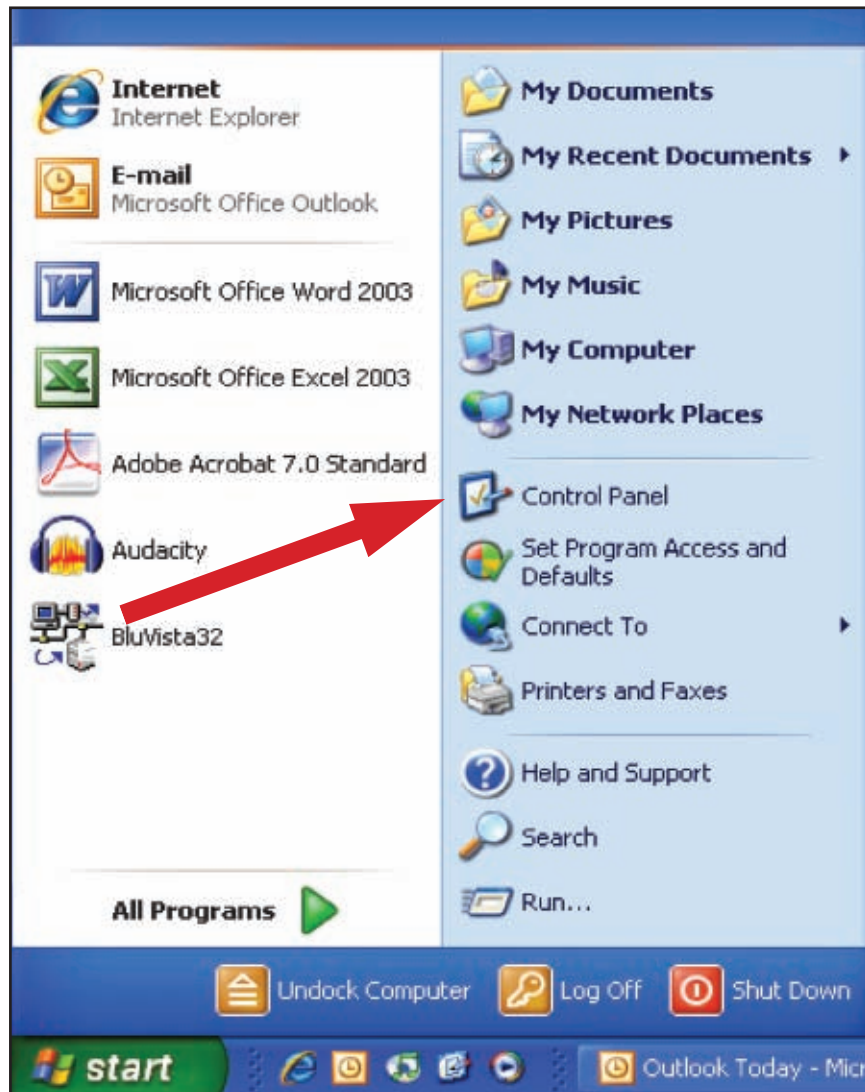 Internet
Internet Explorer
E-mail
Microsoft Office Outlook
Microsoft Office Word 2003
Microsoft Office Excel 2003
Adobe Acrobat 7.0 Standard
Audacity
BluVista32
All Programs
My Documents
My Recent Documents
My Pictures
My Music
My Computer
My Network Places
Control Panel
Set Program Access and
Defaults
Connect To
Printers and Faxes
Help and Support
Search
Run...
Undock Computer
Log Off
Shut Down
start
Outlook Today - Mic